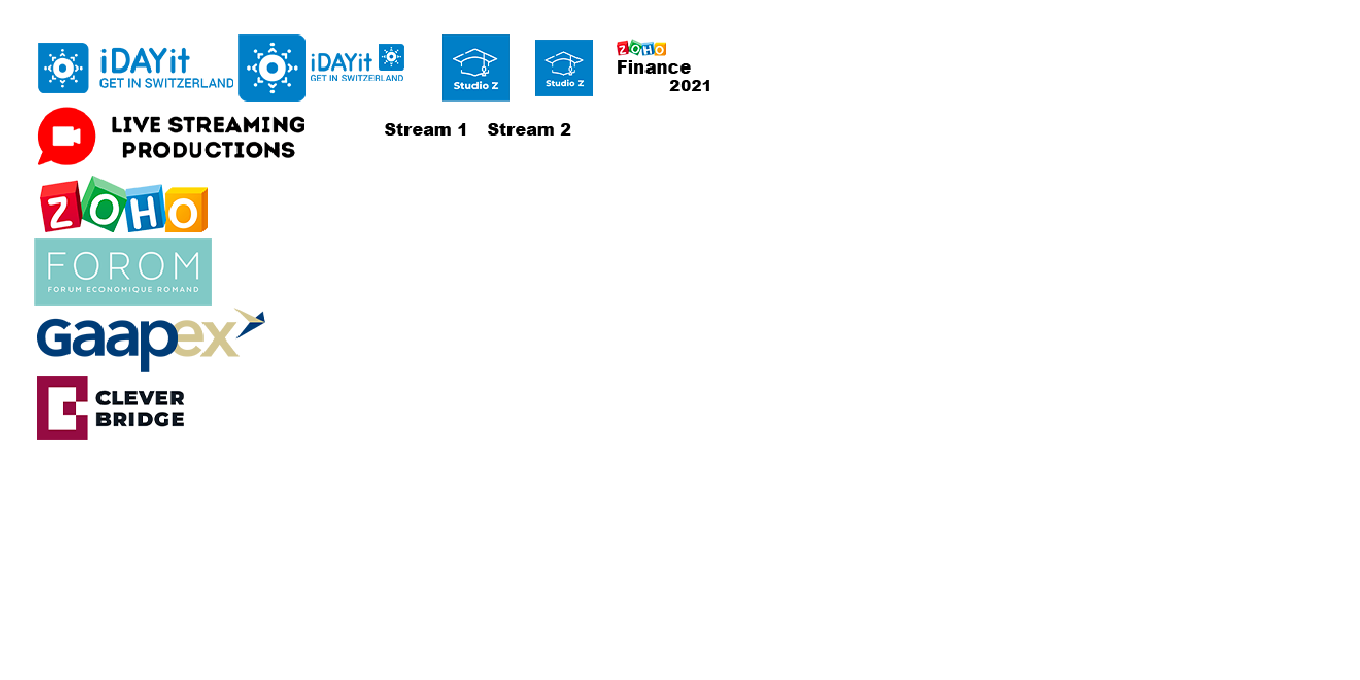 iDAYit
GET IN SWITZERLAND
iDAYit
GET IN SWITZERLAND
Studio Z
Studio Z
ZOHO
Finance
2021
LIVE STREAMING
PRODUCTIONS
Stream 1
Stream 2
ZOHO
FOROM
FORUM ECONOMIQUE ROMAND
Gaapex
CLEVER
BRIDGE